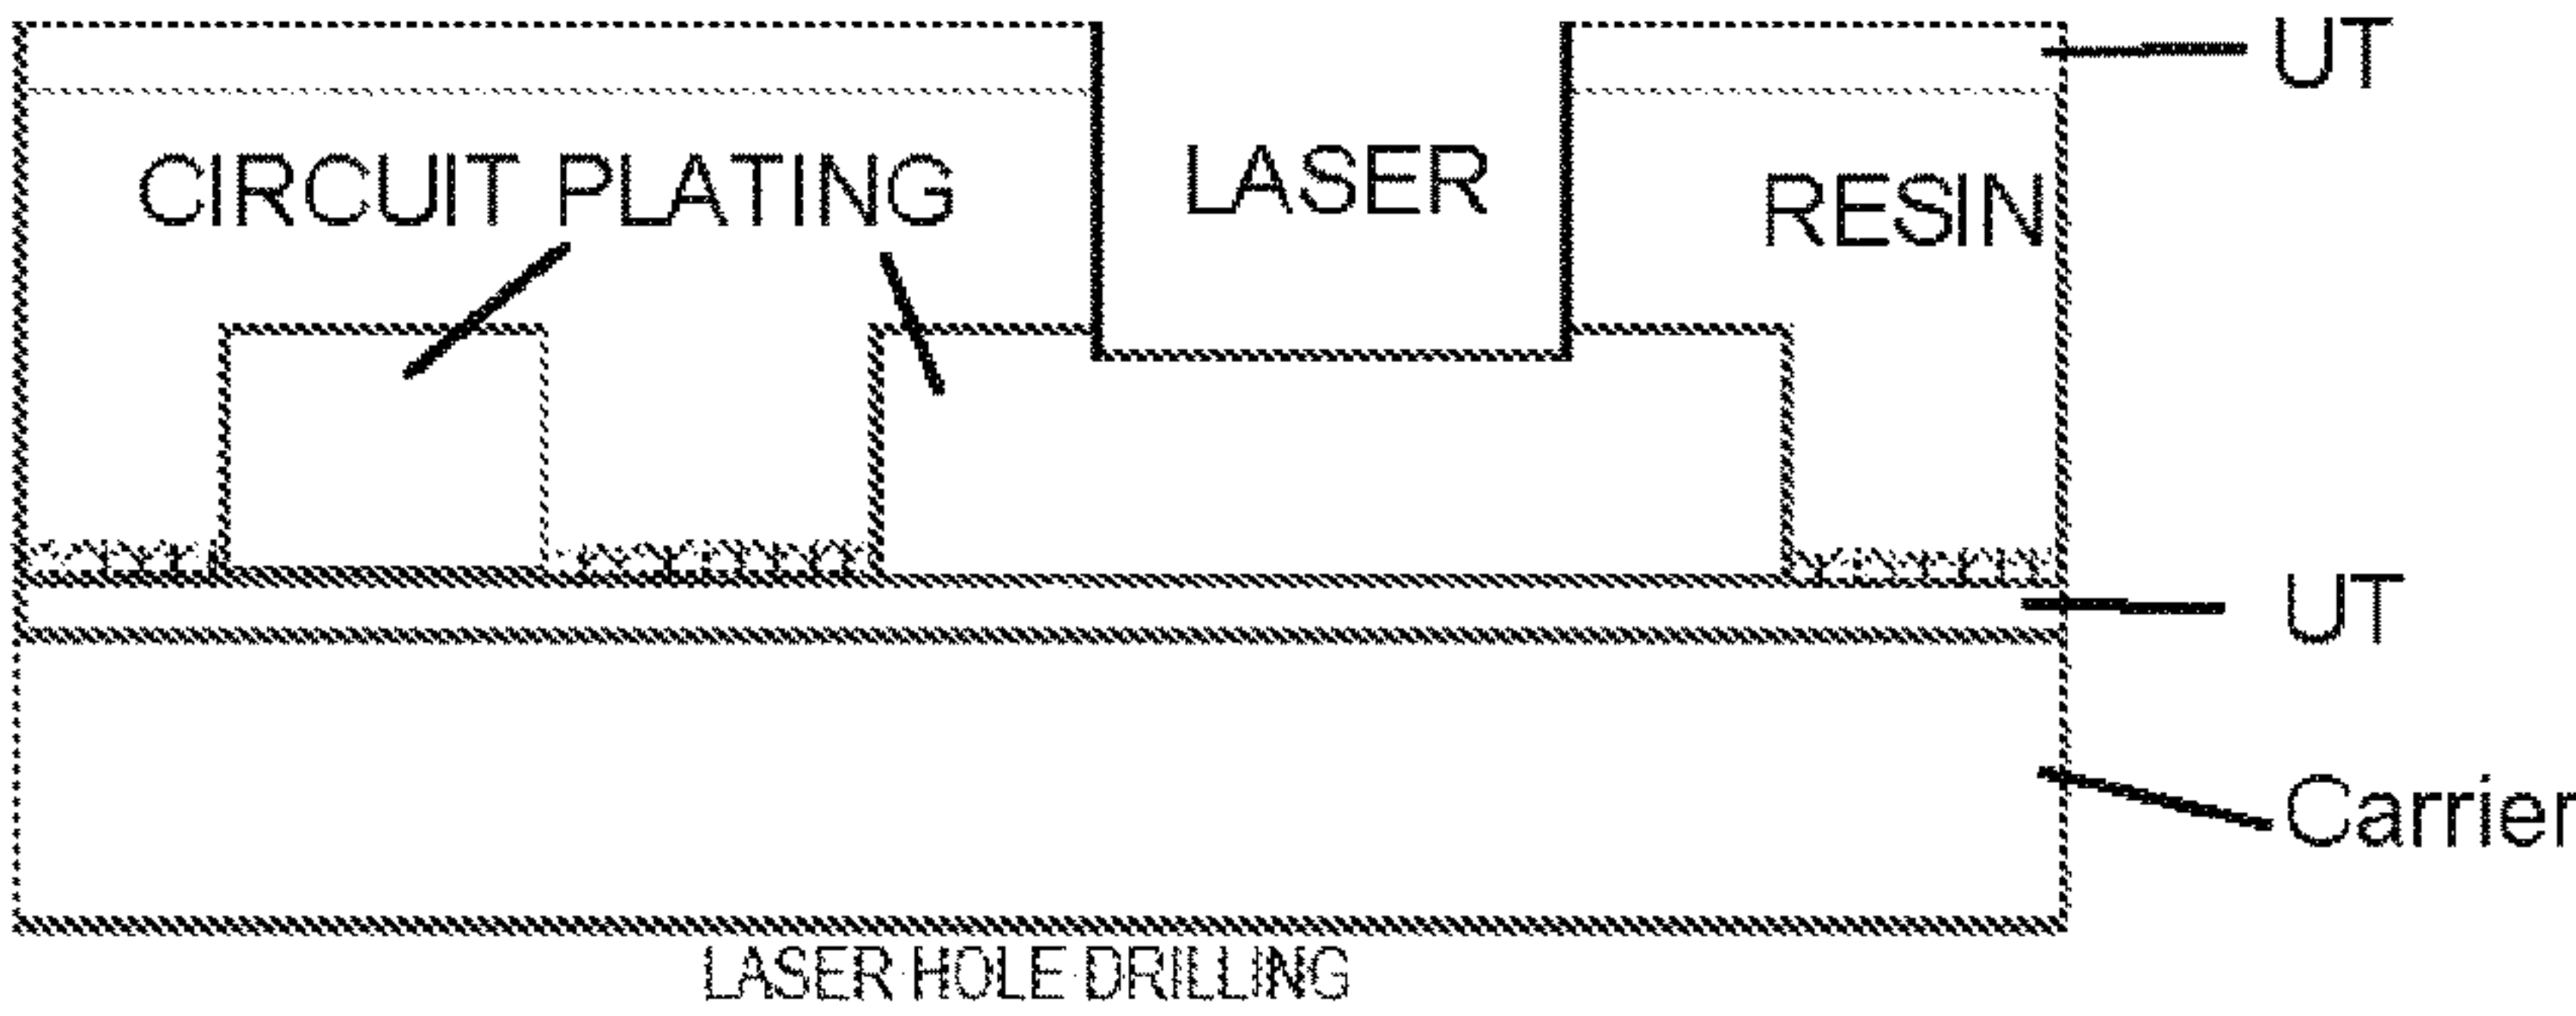 UT
CIRCUIT PLATING
LASER
RESIN
UT
Carrier
LASER HOLE DRILLING